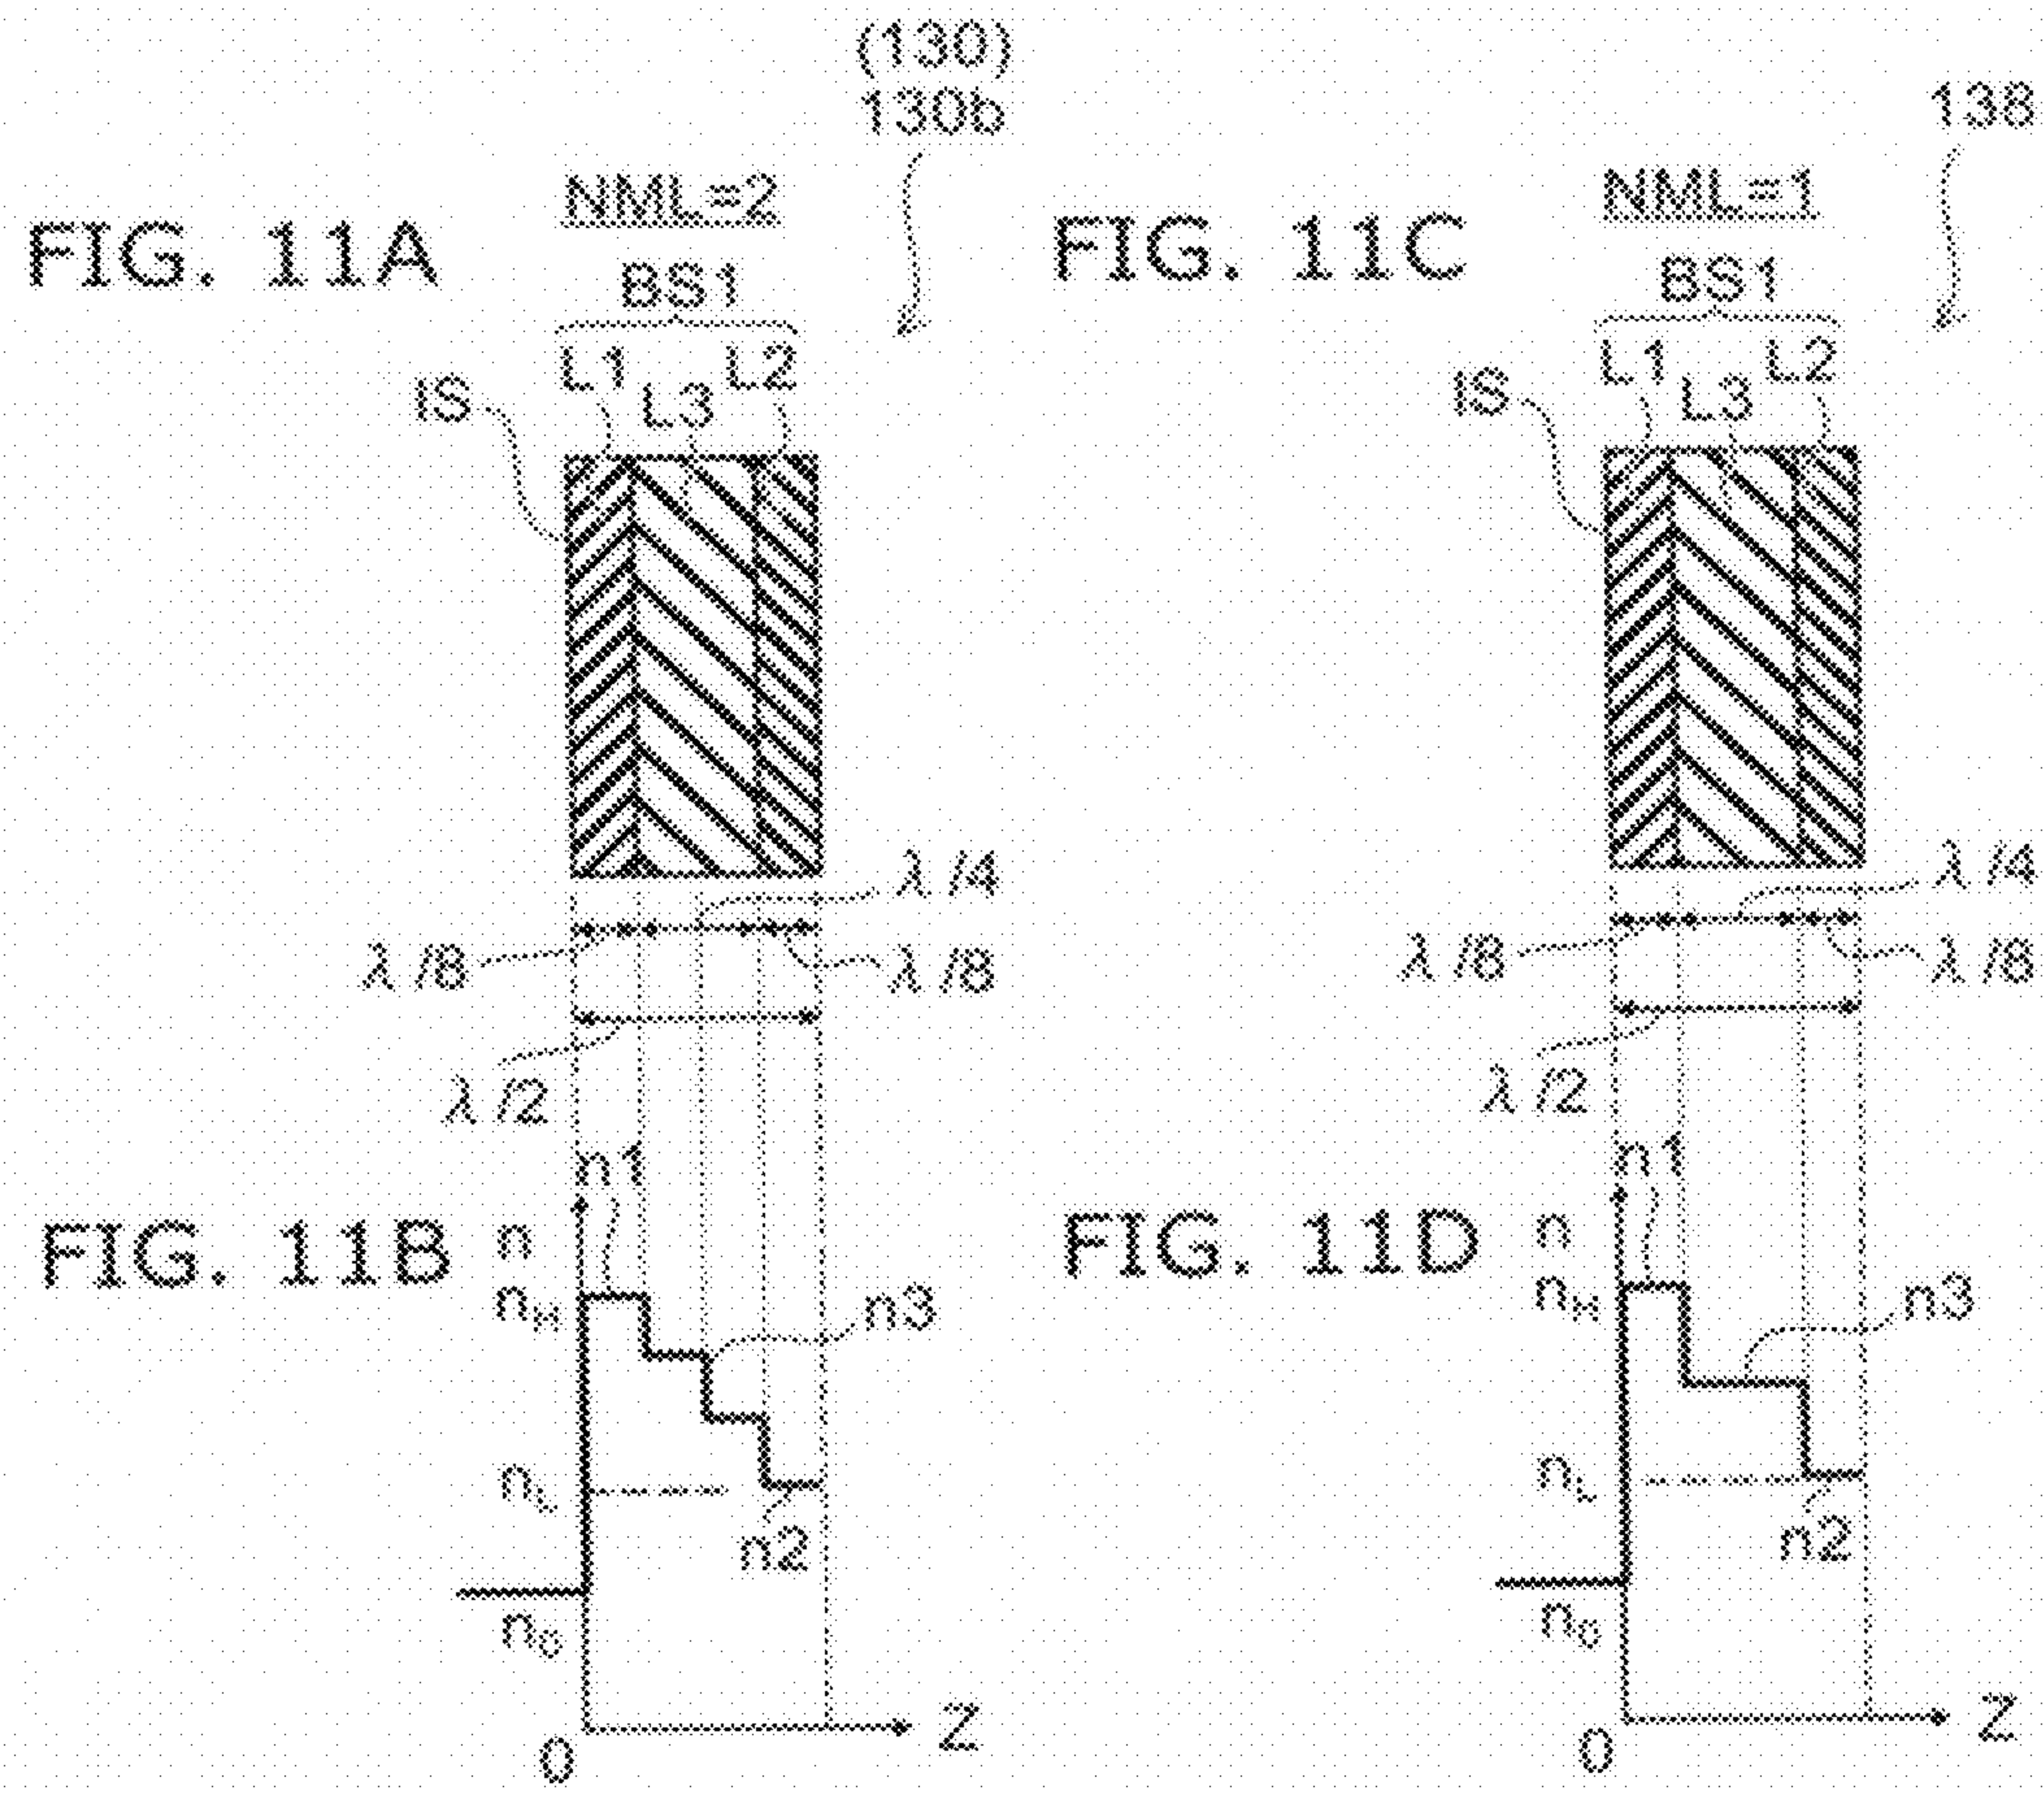 (130)
130b
NML=2
FIG. 11A
BS1
L1
L2
L3
IS
λ/4
λ/8
λ/8
λ/2
n1
FIG. 11B
n
nH
n3
nL
n2
n0
0
Z
138
NML=1
FIG. 11C
BS1
L1
L2
L3
IS
λ/4
λ/8
λ/8
λ/2
n1
FIG. 11D
n
nH
n3
nL
n2
n0
0
Z